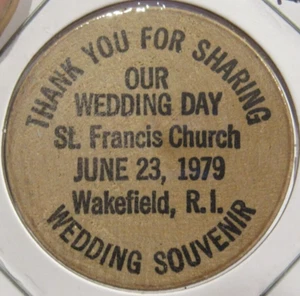 THANK YOU FOR SHARING
OUR
WEDDING DAY
St. Francis Church
JUNE 23, 1979
Wakefield, R.I.
WEDDING SOUVENIR